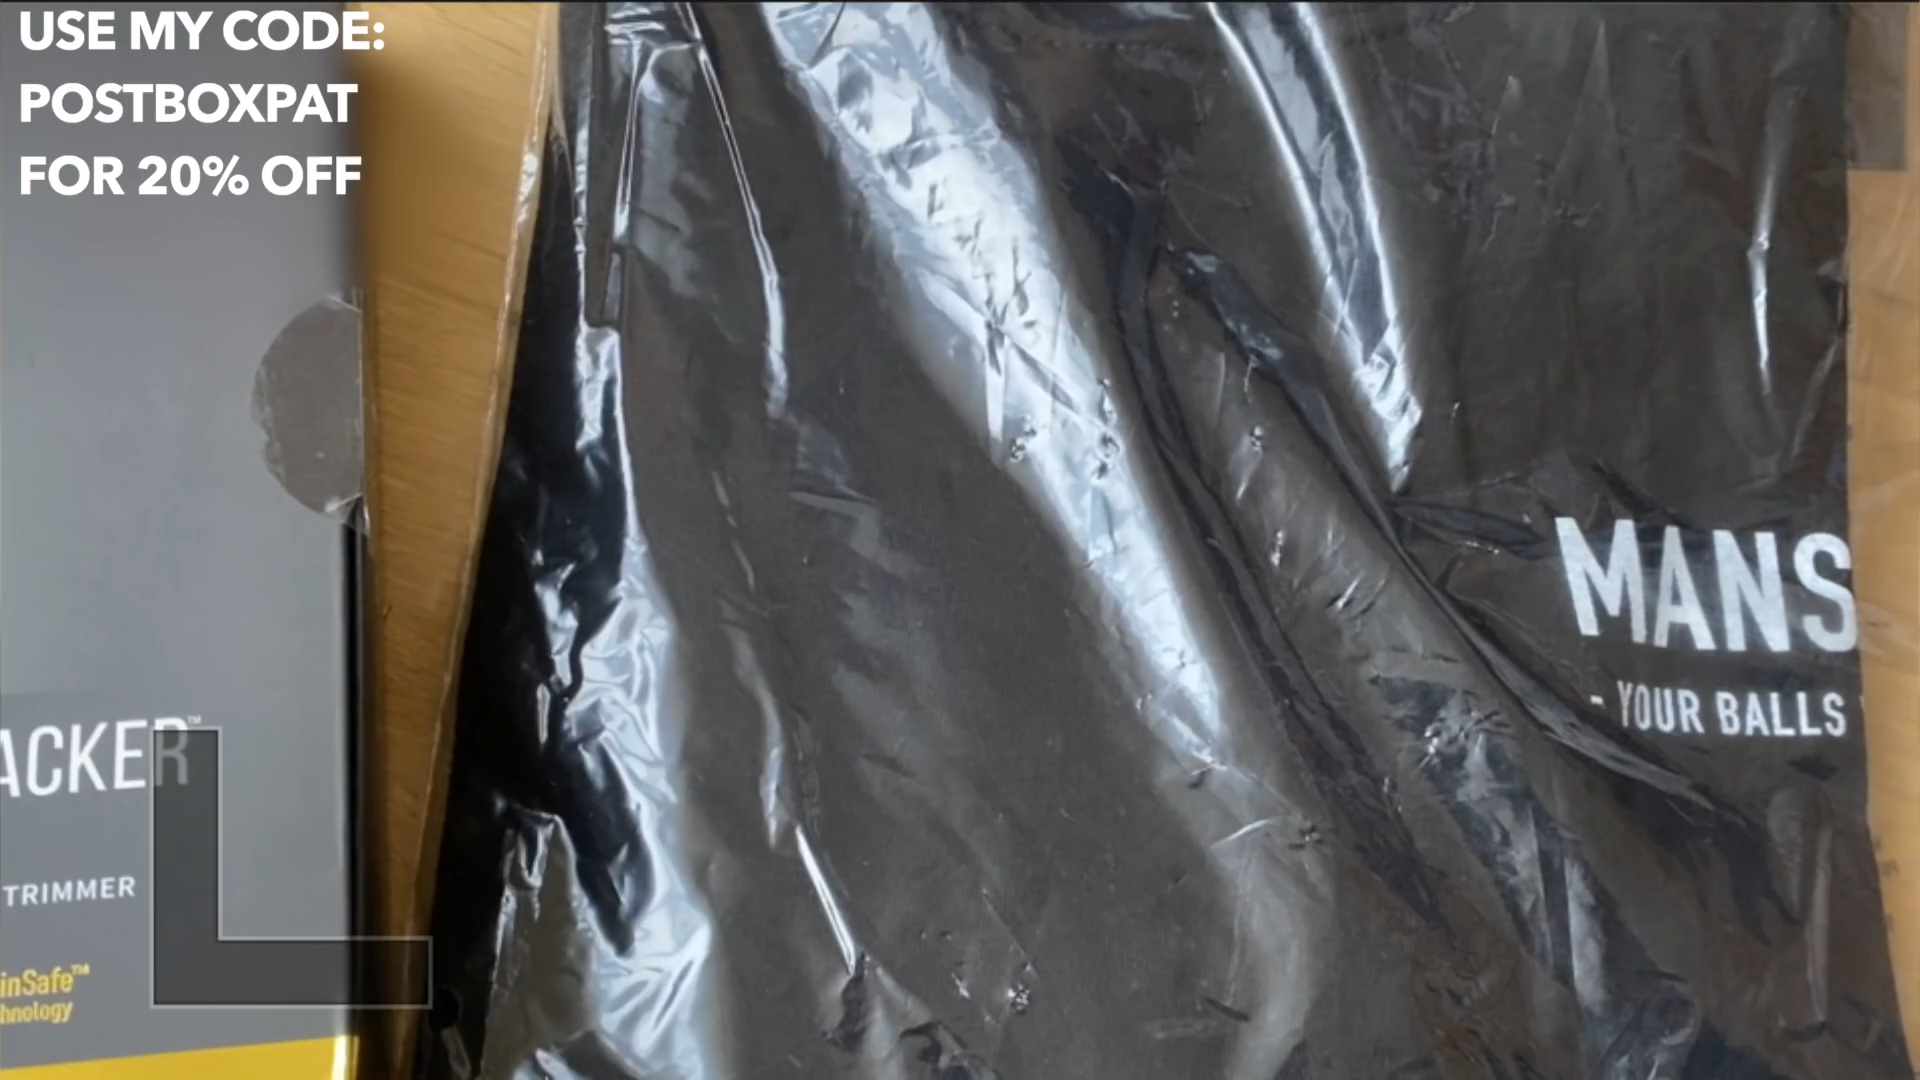 USE MY CODE:
POSTBOXPAT
FOR 20% OFF
MANS
- YOUR BALLS
ACKER™
TRIMMER
inSafe™
hnology